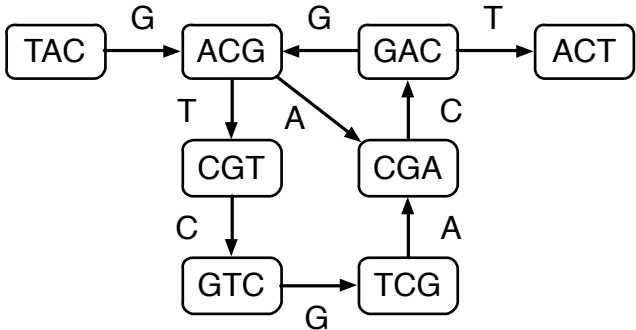 G G T
TAC ACG GAC ACT
T A C
CGT CGA
C A
GTC TCG
G